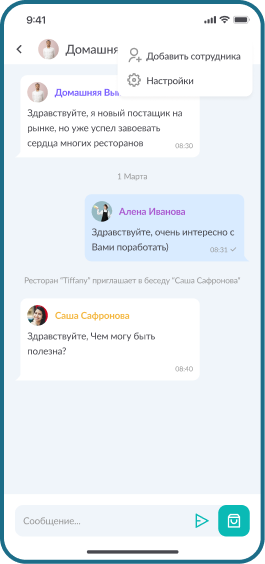 9:41
Домашня
Добавить сотрудника
Настройки
Домашняя Вы
Здравствуйте, я новый постащик на
рынке, но уже успел завоевать
сердца многих ресторанов
08:30
1 Марта
Алена Иванова
Здравствуйте, очень интересно с
Вами поработать)
08:31
Ресторан "Tiffany" приглашает в беседу "Саша Сафронова"
Саша Сафронова
Здравствуйте, Чем могу быть
полезна?
08:40
Сообщение...